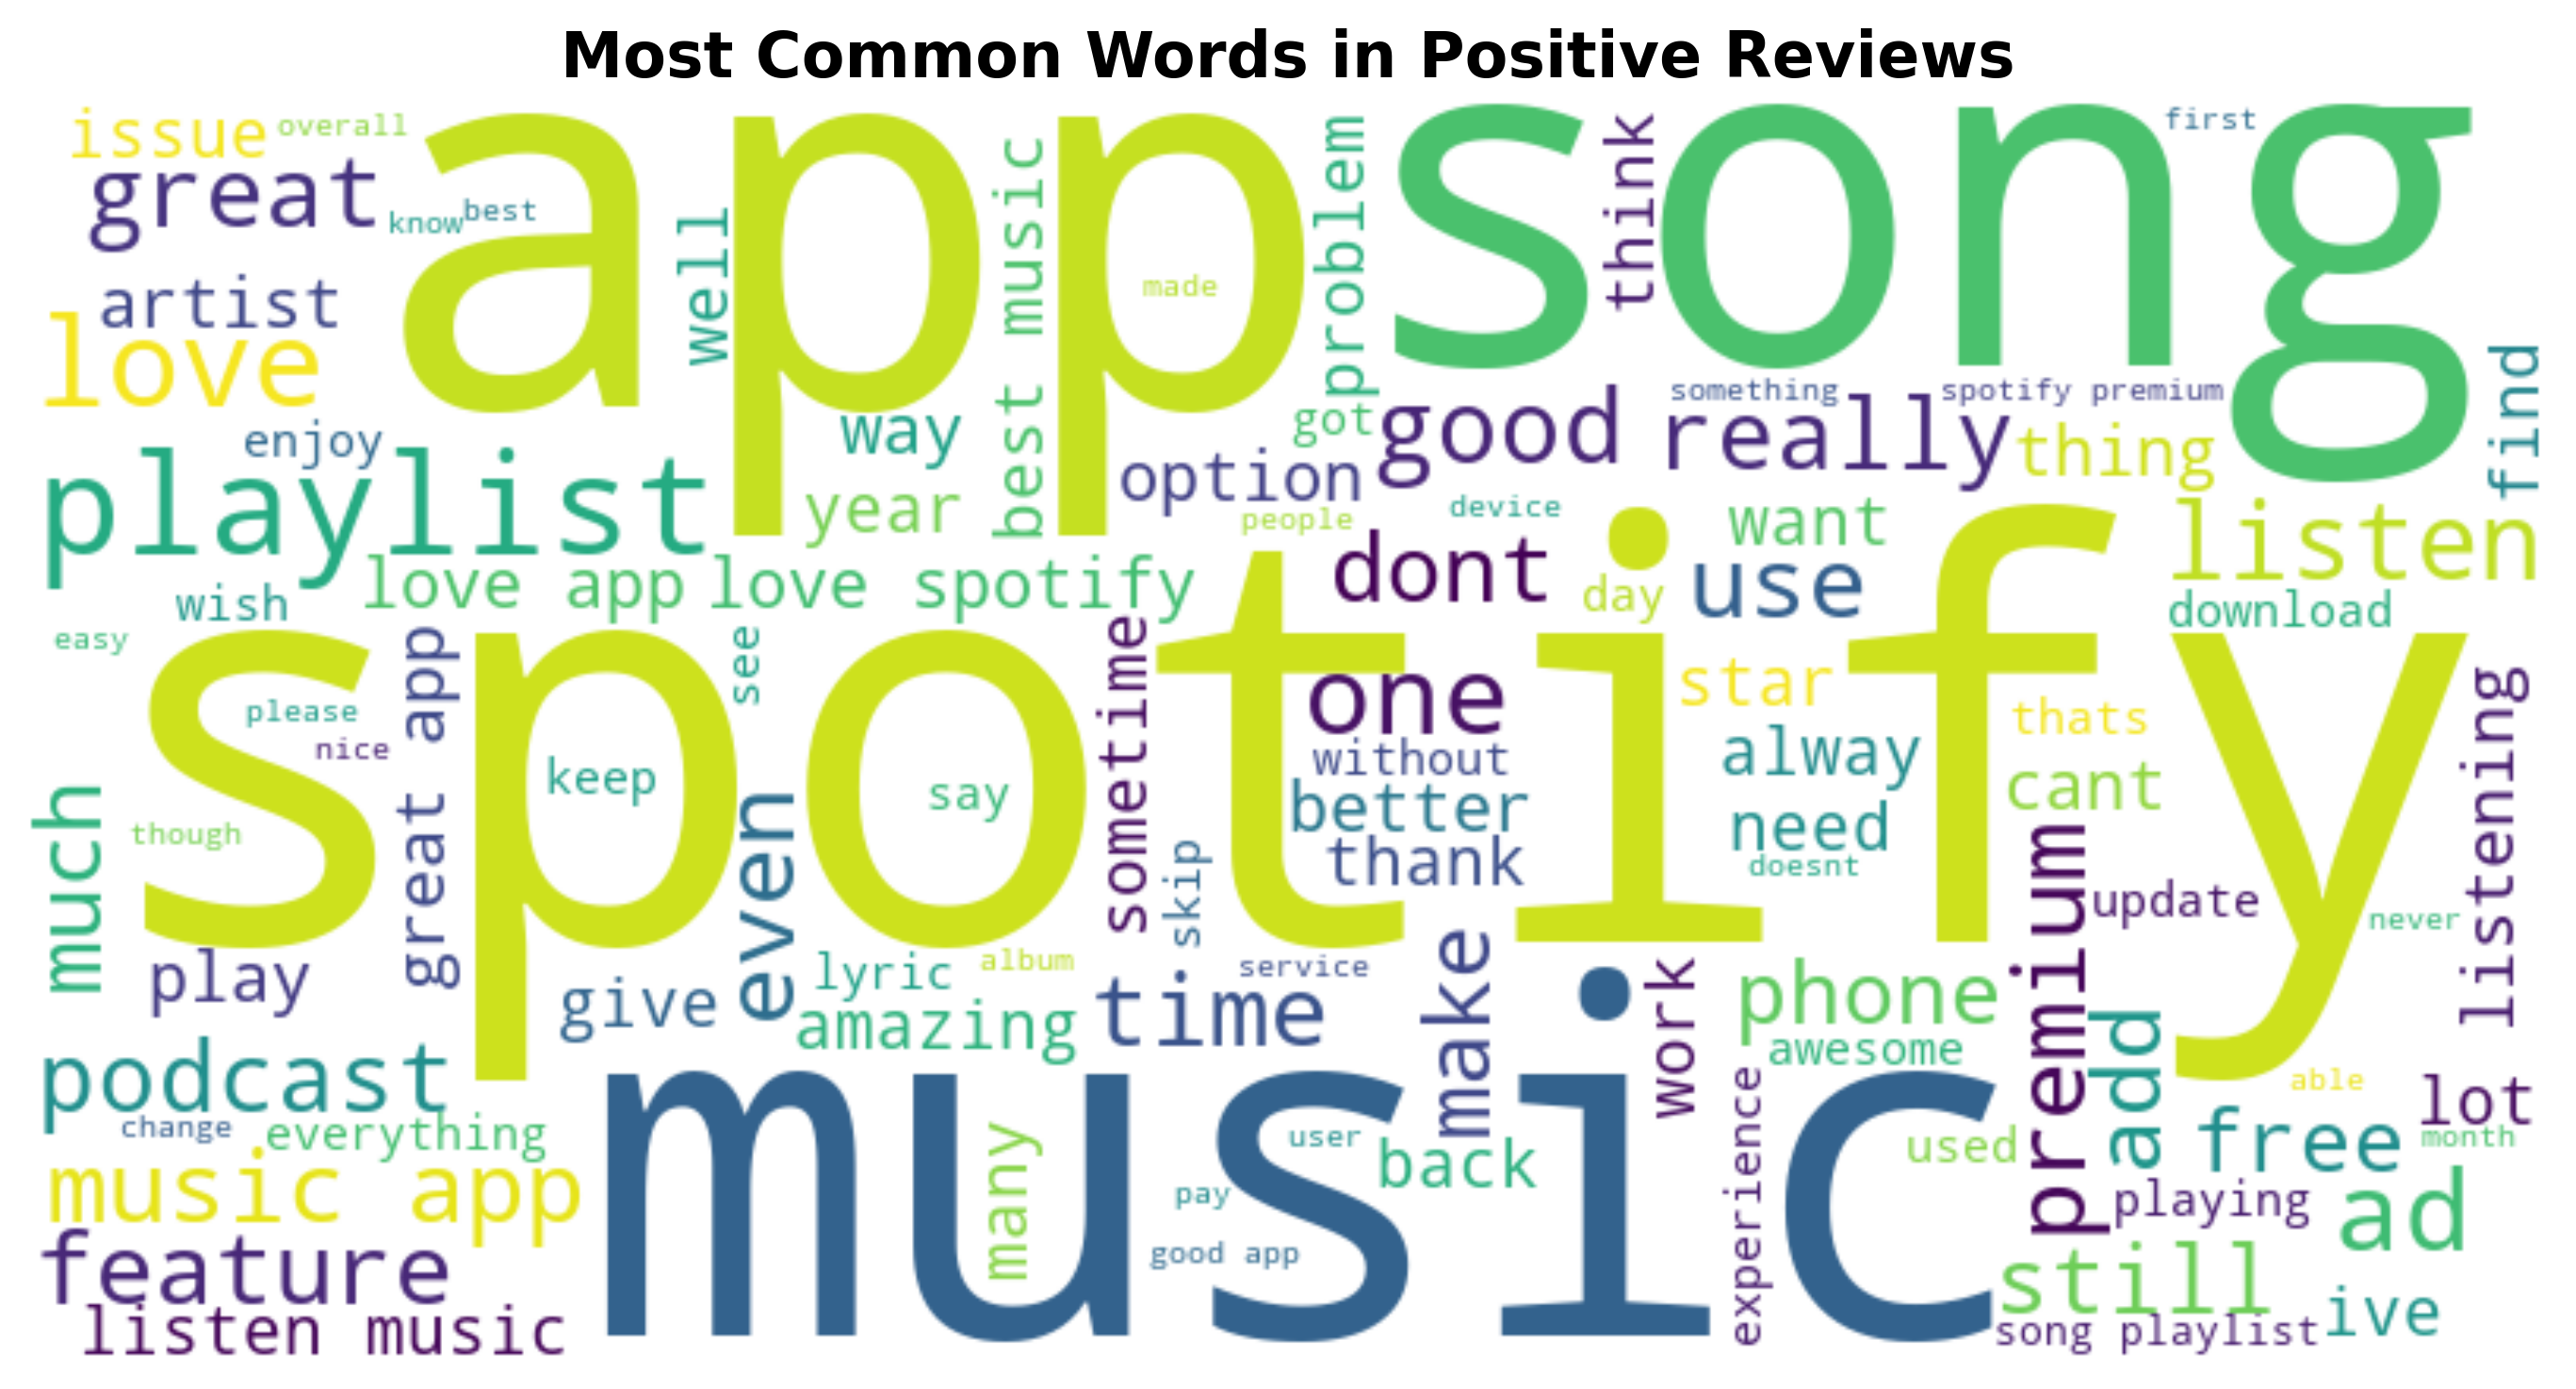 Most Common Words in Positive Reviews
issue
overall
app
song
first
great
know
best
well
best music
made
problem
think
artist
love
find
something
spotify premium
enjoy
way
got
good
really
thing
playlist
year
option
device
people
want
listen
dont
day
use
love app
love spotify
wish
download
easy
spotify
great app
see
sometime
one
star
please
nice
thats
listening
keep
say
without
alway
cant
much
though
even
better
need
thank
doesnt
skip
premium
update
never
play
give
lyric
album
service
time
make
work
phone
amazing
awesome
add
able
podcast
music
lot
change
everything
many
user
back
experience
used
free
month
music app
pay
playing
ad
feature
good app
still
ive
listen music
song playlist